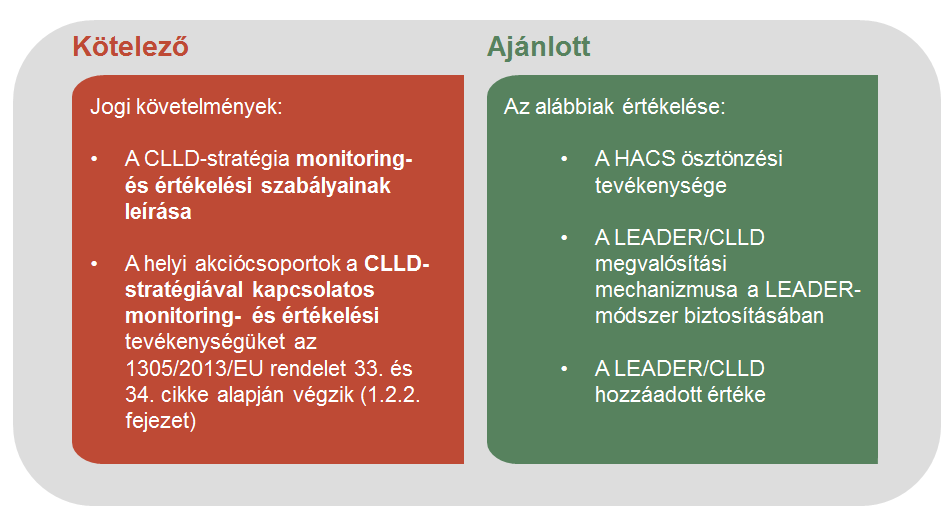 Kötelező
Jogi követelmények:
• A CLLD-stratégia monitoring-
és értékelési szabályainak
leírása
• A helyi akciócsoportok a CLLD-
stratégiával kapcsolatos
monitoring- és értékelési
tevékenységüket az
1305/2013/EU rendelet 33. és
34. cikke alapján végzik (1.2.2.
fejezet)
Ajánlott
Az alábbiak értékelése:
• A HACS ösztönzési
tevékenysége
• A LEADER/CLLD
megvalósítási
mechanizmusa a LEADER-
módszer biztosításában
• A LEADER/CLLD
hozzáadott értéke